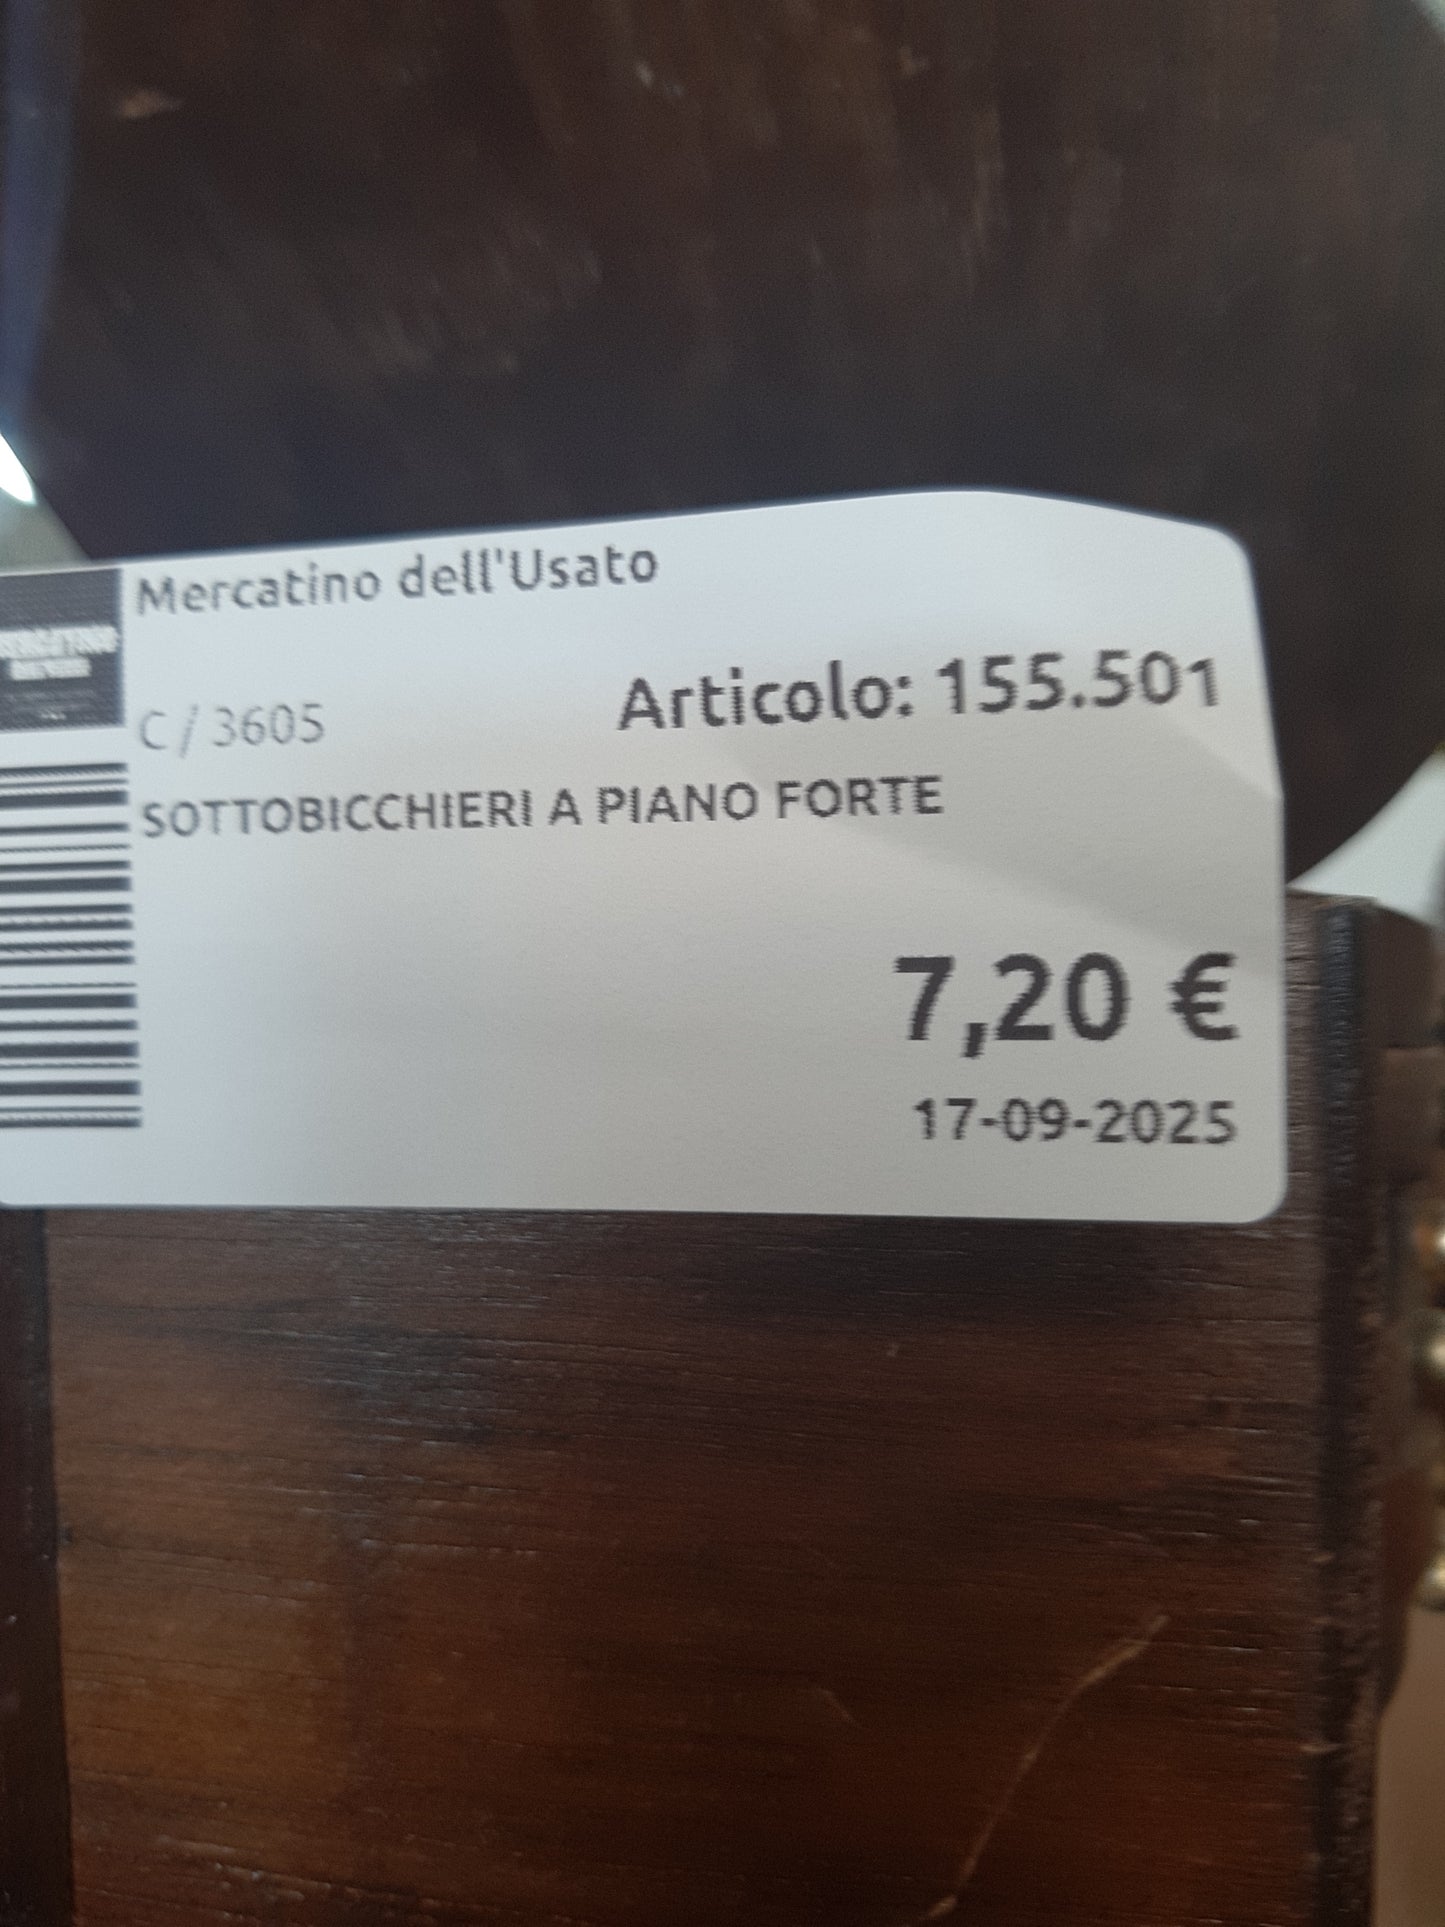 Mercatino dell'Usato
C / 3605
Articolo: 155.501
SOTTOBICCHIERI A PIANO FORTE
7,20 €
17-09-2025